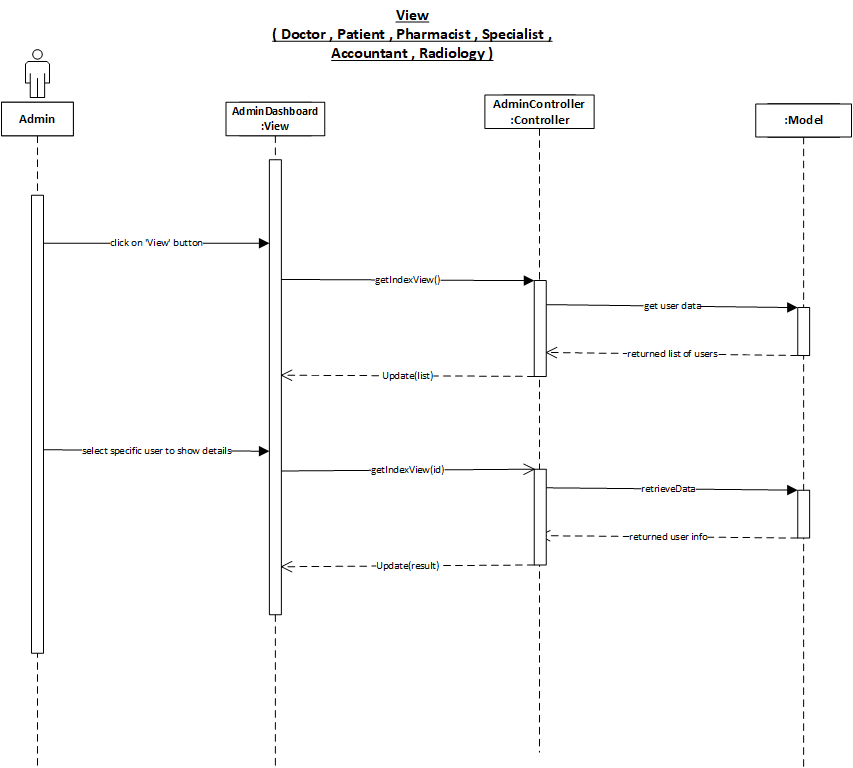 View
( Doctor , Patient , Pharmacist , Specialist ,
Accountant , Radiology )
Admin
AdminDashboard
:View
AdminController
:Controller
:Model
click on 'View' button
getIndexView()
get user data
returned list of users
Update(list)
select specific user to show details
getIndexView(id)
retrieveData
returned user info
Update(result)